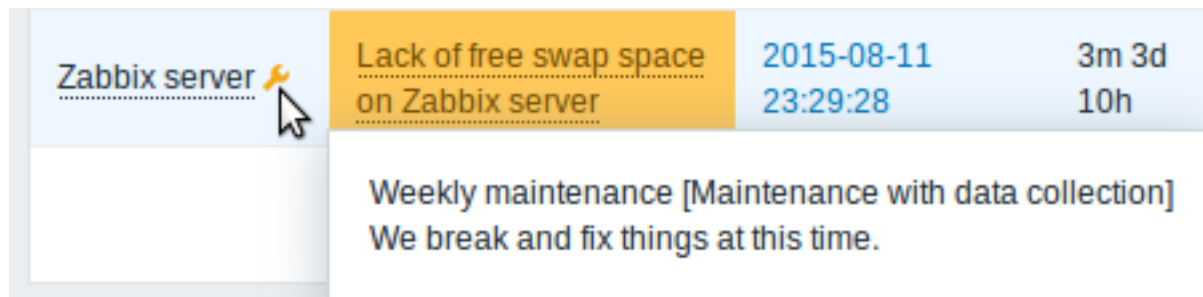 Zabbix server
Lack of free swap space
on Zabbix server
2015-08-11
23:29:28
3m 3d
10h
Weekly maintenance [Maintenance with data collection]
We break and fix things at this time.